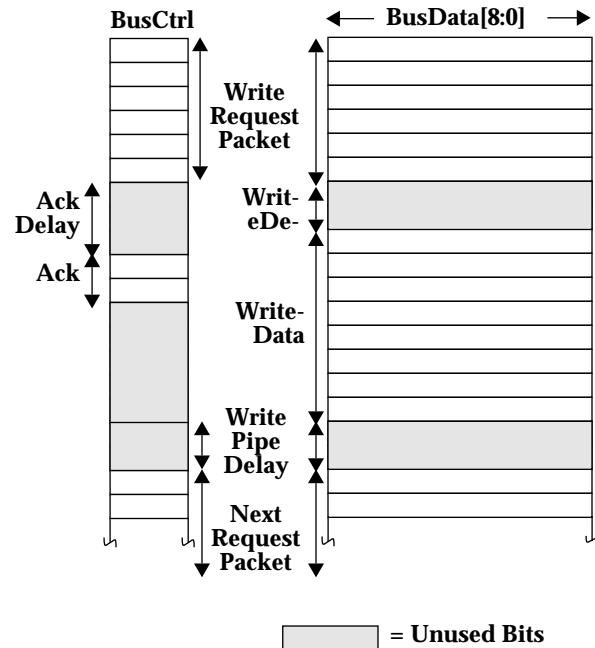 BusCtrl
BusData[8:0]
Write
Request
Packet
Ack
Delay
Writ-
eDe-
Ack
Write-
Data
Write
Pipe
Delay
Next
Request
Packet
= Unused Bits